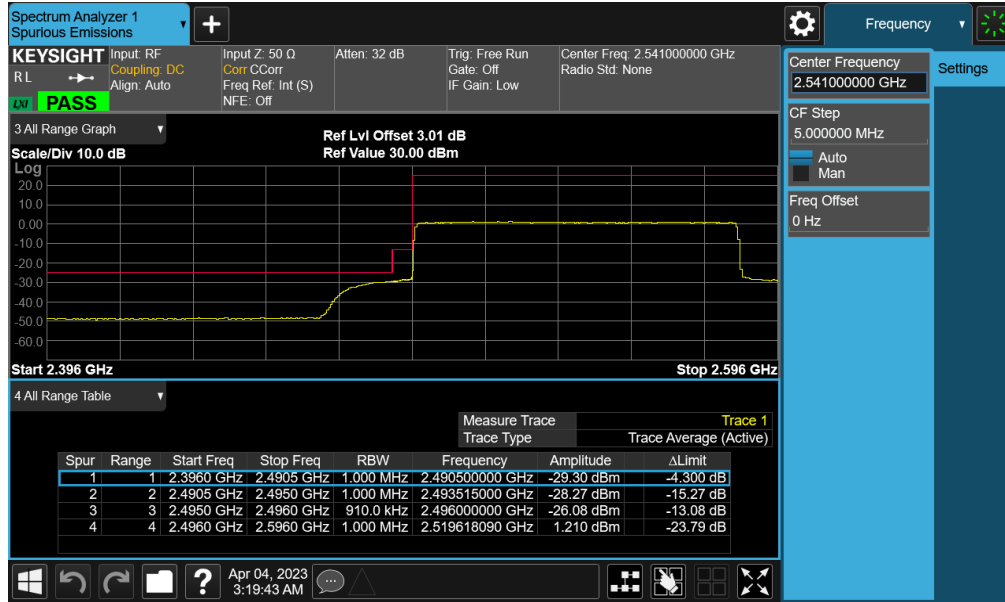 Spectrum Analyzer 1
Spurious Emissions
Frequency
KEYSIGHT Input: RF Input Z: 50 Ω Atten: 32 dB Trig: Free Run Center Freq: 2.541000000 GHz
R L Coupling: DC Corr CCorr Gate: Off Radio Std: None
Align: Auto Freq Ref: Int (S) IF Gain: Low
LXI PASS NFE: Off
3 All Range Graph
Ref Lvl Offset 3.01 dB
Scale/Div 10.0 dB Ref Value 30.00 dBm
Log
20.0
10.0
0.00
-10.0
-20.0
-30.0
-40.0
-50.0
-60.0
Start 2.396 GHz Stop 2.596 GHz
4 All Range Table
Measure Trace Trace 1
Trace Type Trace Average (Active)
Spur Range Start Freq Stop Freq RBW Frequency Amplitude ΔLimit
1 1 2.3960 GHz 2.4905 GHz 1.000 MHz 2.490500000 GHz -29.30 dBm -4.300 dB
2 2 2.4905 GHz 2.4950 GHz 1.000 MHz 2.493515000 GHz -28.27 dBm -15.27 dB
3 3 2.4950 GHz 2.4960 GHz 910.0 kHz 2.496000000 GHz -26.08 dBm -13.08 dB
4 4 2.4960 GHz 2.5960 GHz 1.000 MHz 2.519618090 GHz 1.210 dBm -23.79 dB
Center Frequency
2.541000000 GHz
Settings
CF Step
5.000000 MHz
Auto
Man
Freq Offset
0 Hz
?
Apr 04, 2023
3:19:43 AM